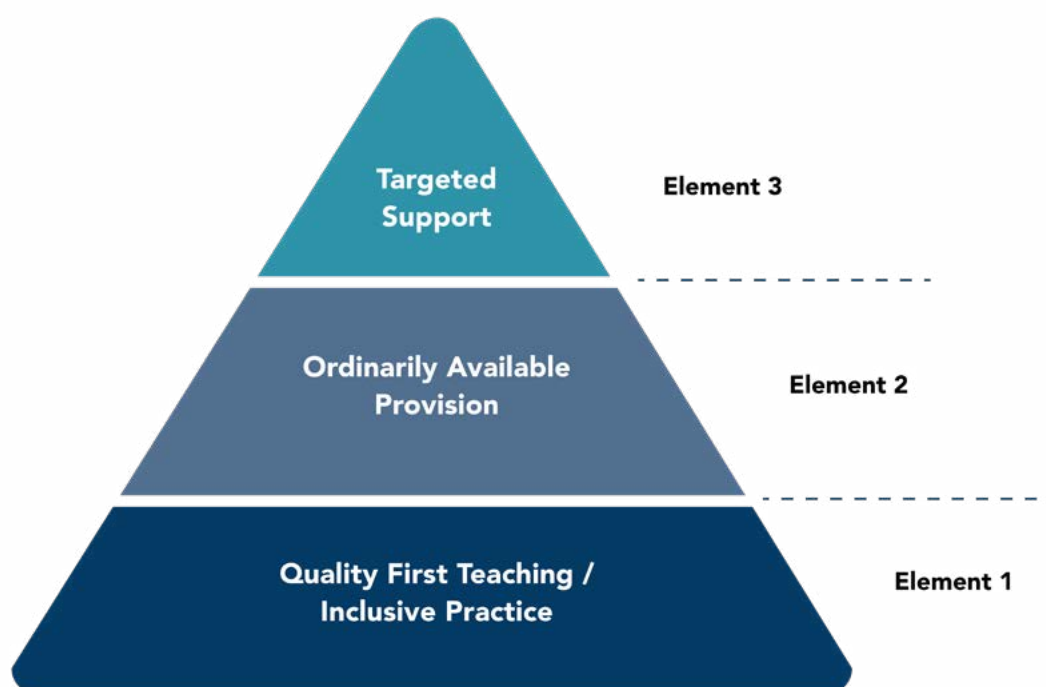 Targeted
Support
Element 3
Ordinarily Available
Provision
Element 2
Quality First Teaching /
Inclusive Practice
Element 1